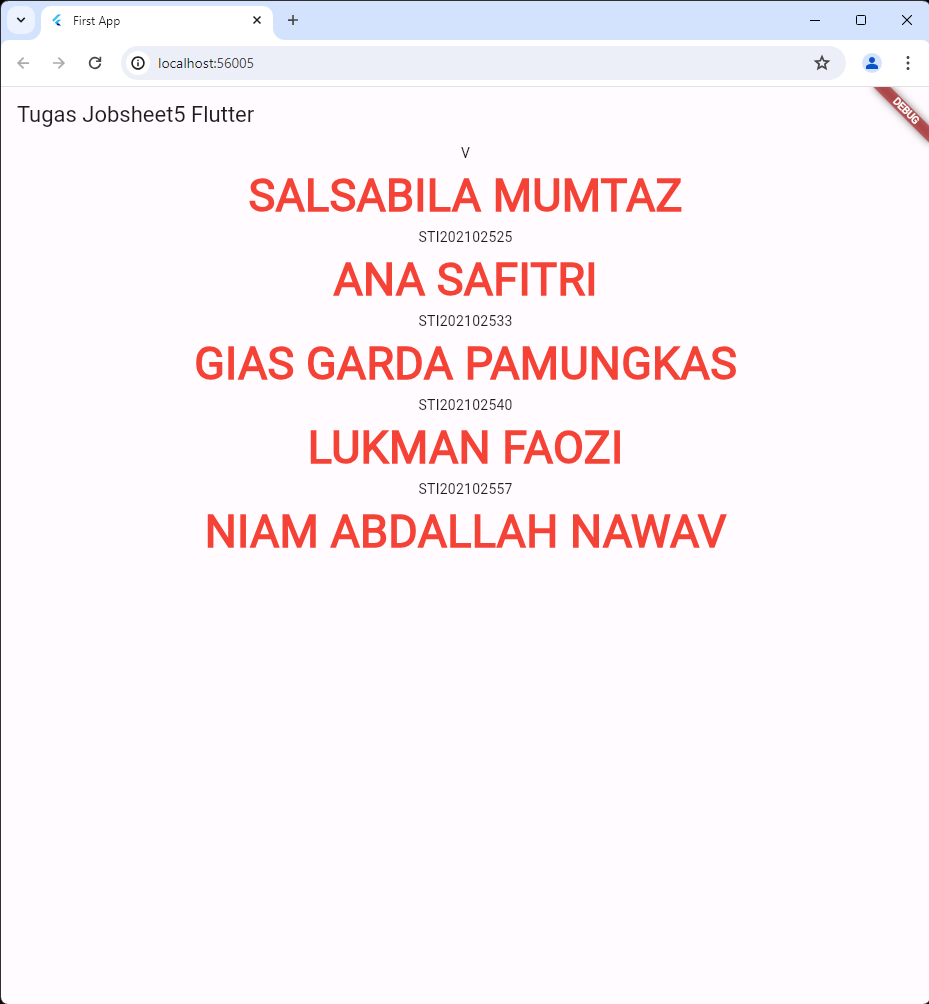 First App
localhost:56005
Tugas Jobsheet5 Flutter
DEBUG
V
SALSABILA MUMTAZ
STI202102525
ANA SAFITRI
STI202102533
GIAS GARDA PAMUNGKAS
STI202102540
LUKMAN FAOZI
STI202102557
NIAM ABDALLAH NAWAV